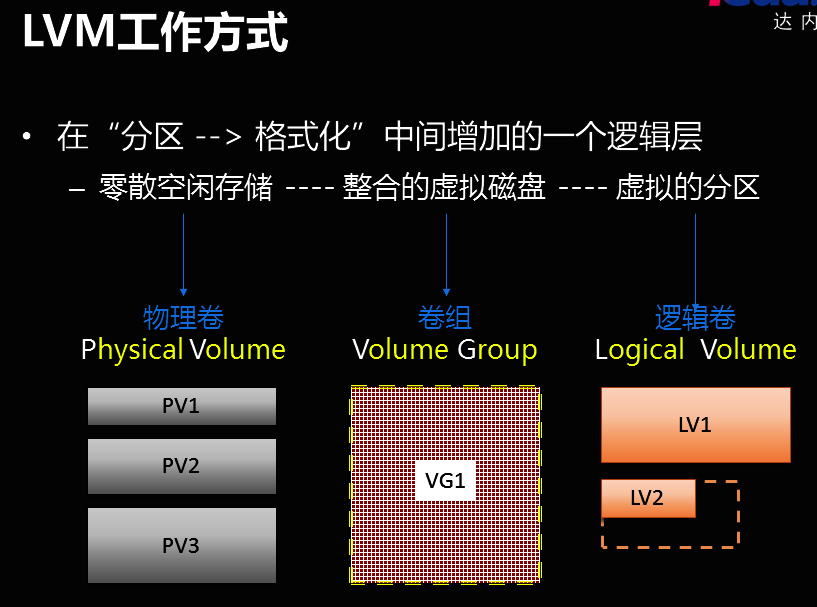 LVM工作方式
达内
• 在“分区 --> 格式化”中间增加的一个逻辑层
– 零散空闲存储 ---- 整合的虚拟磁盘 ---- 虚拟的分区
物理卷 卷组 逻辑卷
Physical Volume Volume Group Logical Volume
PV1
PV2
PV3
VG1
LV1
LV2